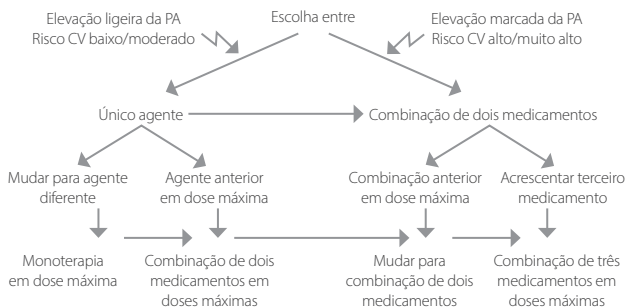 Elevação ligeira da PA
Risco CV baixo/moderado
Escolha entre
Elevação marcada da PA
Risco CV alto/muito alto
Único agente
Combinação de dois medicamentos
Mudar para agente
diferente
Agente anterior
em dose máxima
Combinação anterior
em dose máxima
Acrescentar terceiro
medicamento
Monoterapia
em dose máxima
Combinação de dois
medicamentos em
doses máximas
Mudar para
combinação de dois
medicamentos
Combinação de três
medicamentos em
doses máximas